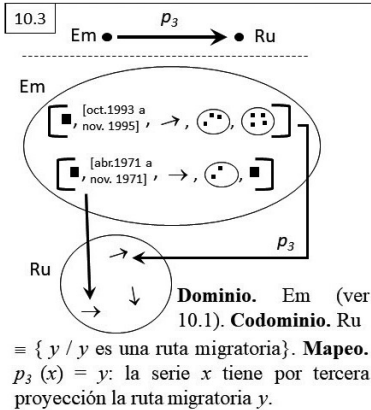 10.3
p₃
Em Ru
Em
[oct.1993 a
nov. 1995]
[abr.1971 a
nov. 1971]
p₃
Ru
Dominio. Em (ver
10.1). Codominio. Ru
≡ { y / y es una ruta migratoria}. Mapeo.
p₃ (x) = y: la serie x tiene por tercera
proyección la ruta migratoria y.